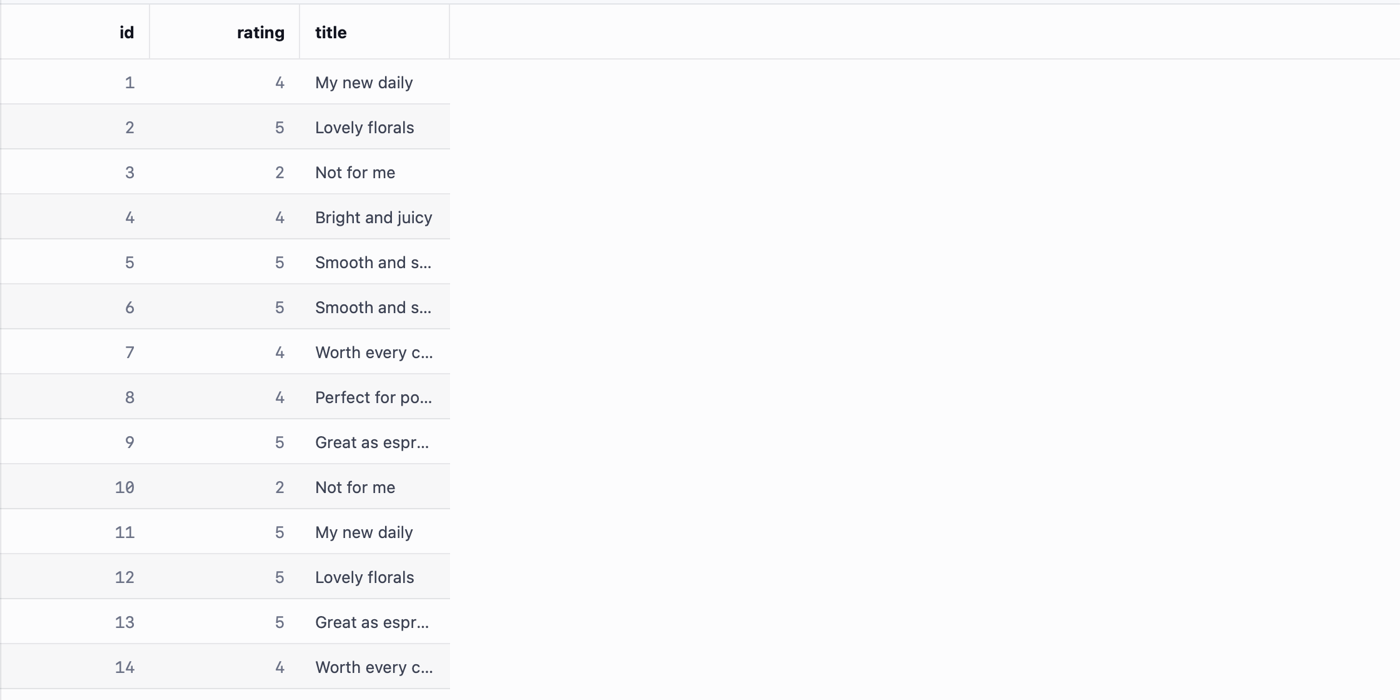 id rating title
1 4 My new daily
2 5 Lovely florals
3 2 Not for me
4 4 Bright and juicy
5 5 Smooth and s...
6 5 Smooth and s...
7 4 Worth every c...
8 4 Perfect for po...
9 5 Great as espr...
10 2 Not for me
11 5 My new daily
12 5 Lovely florals
13 5 Great as espr...
14 4 Worth every c...